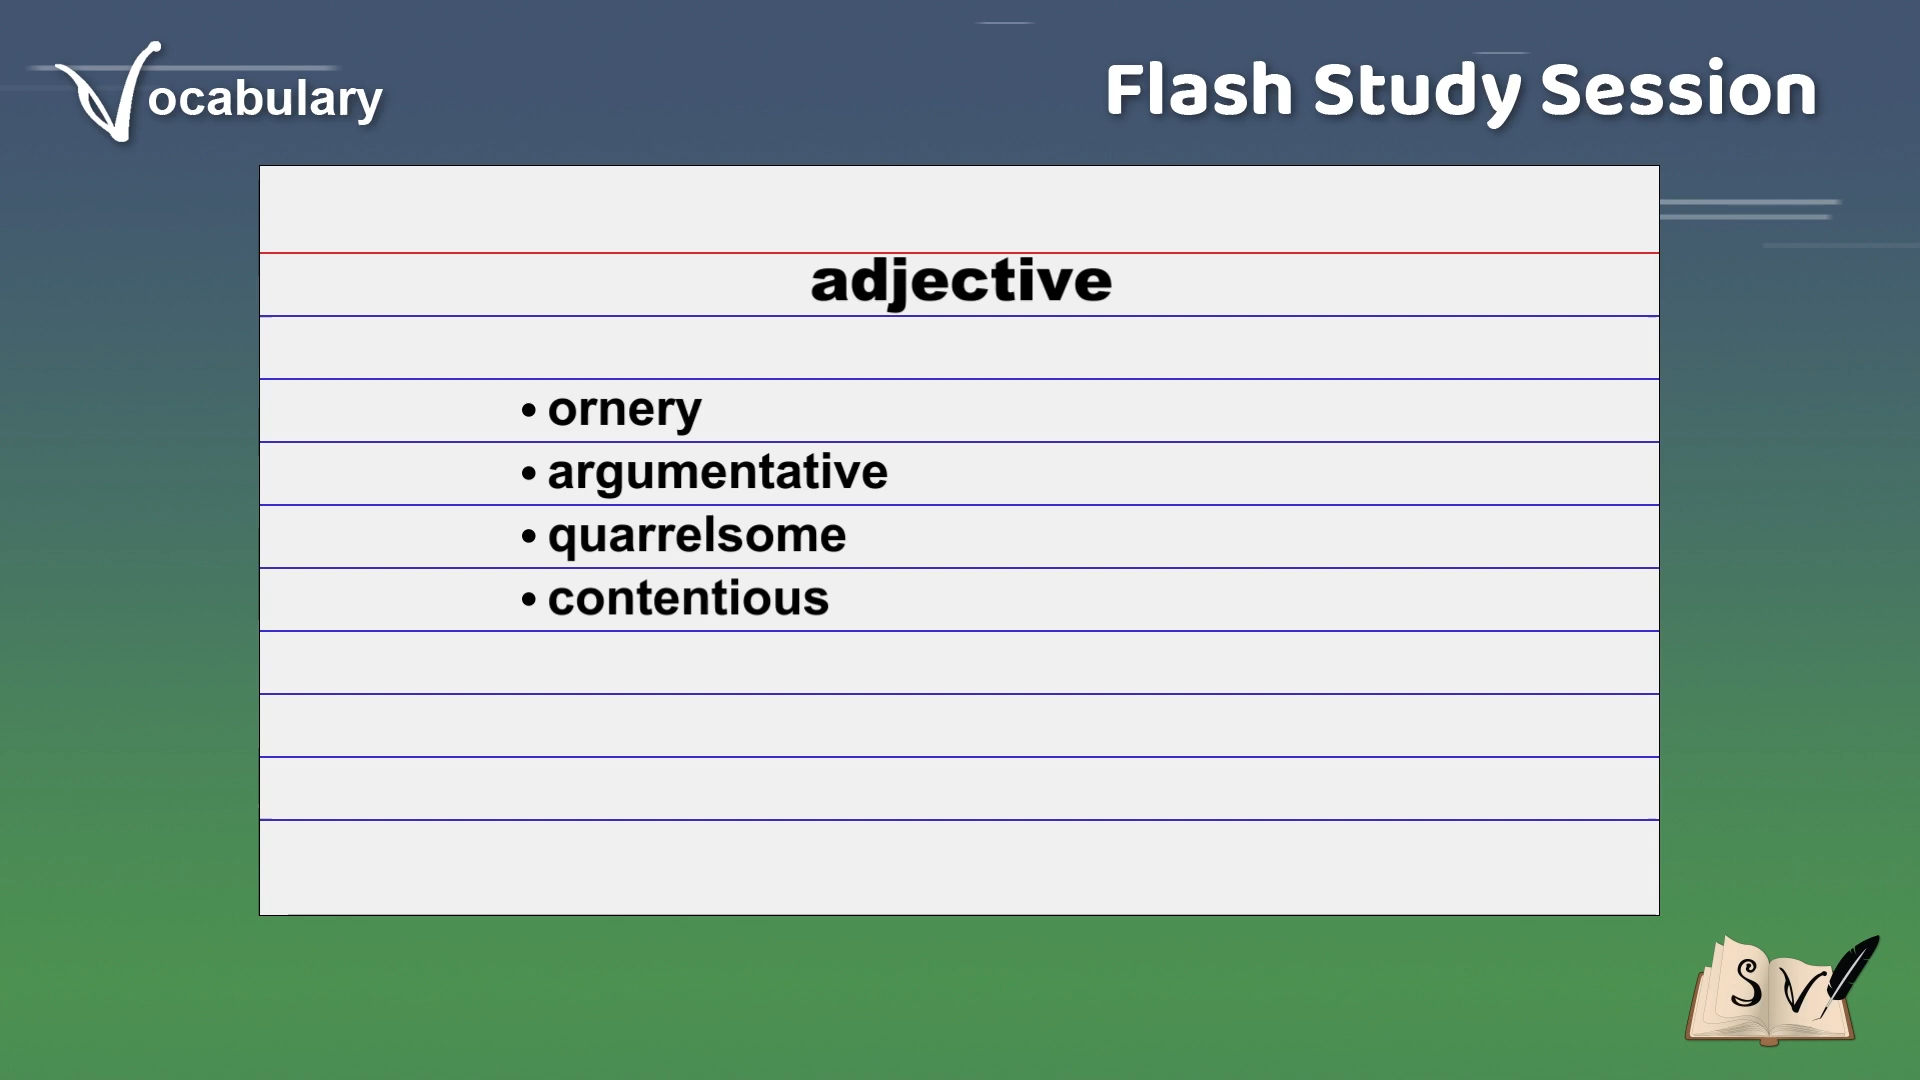 Vocabulary
Flash Study Session
adjective
• ornery
• argumentative
• quarrelsome
• contentious
S V